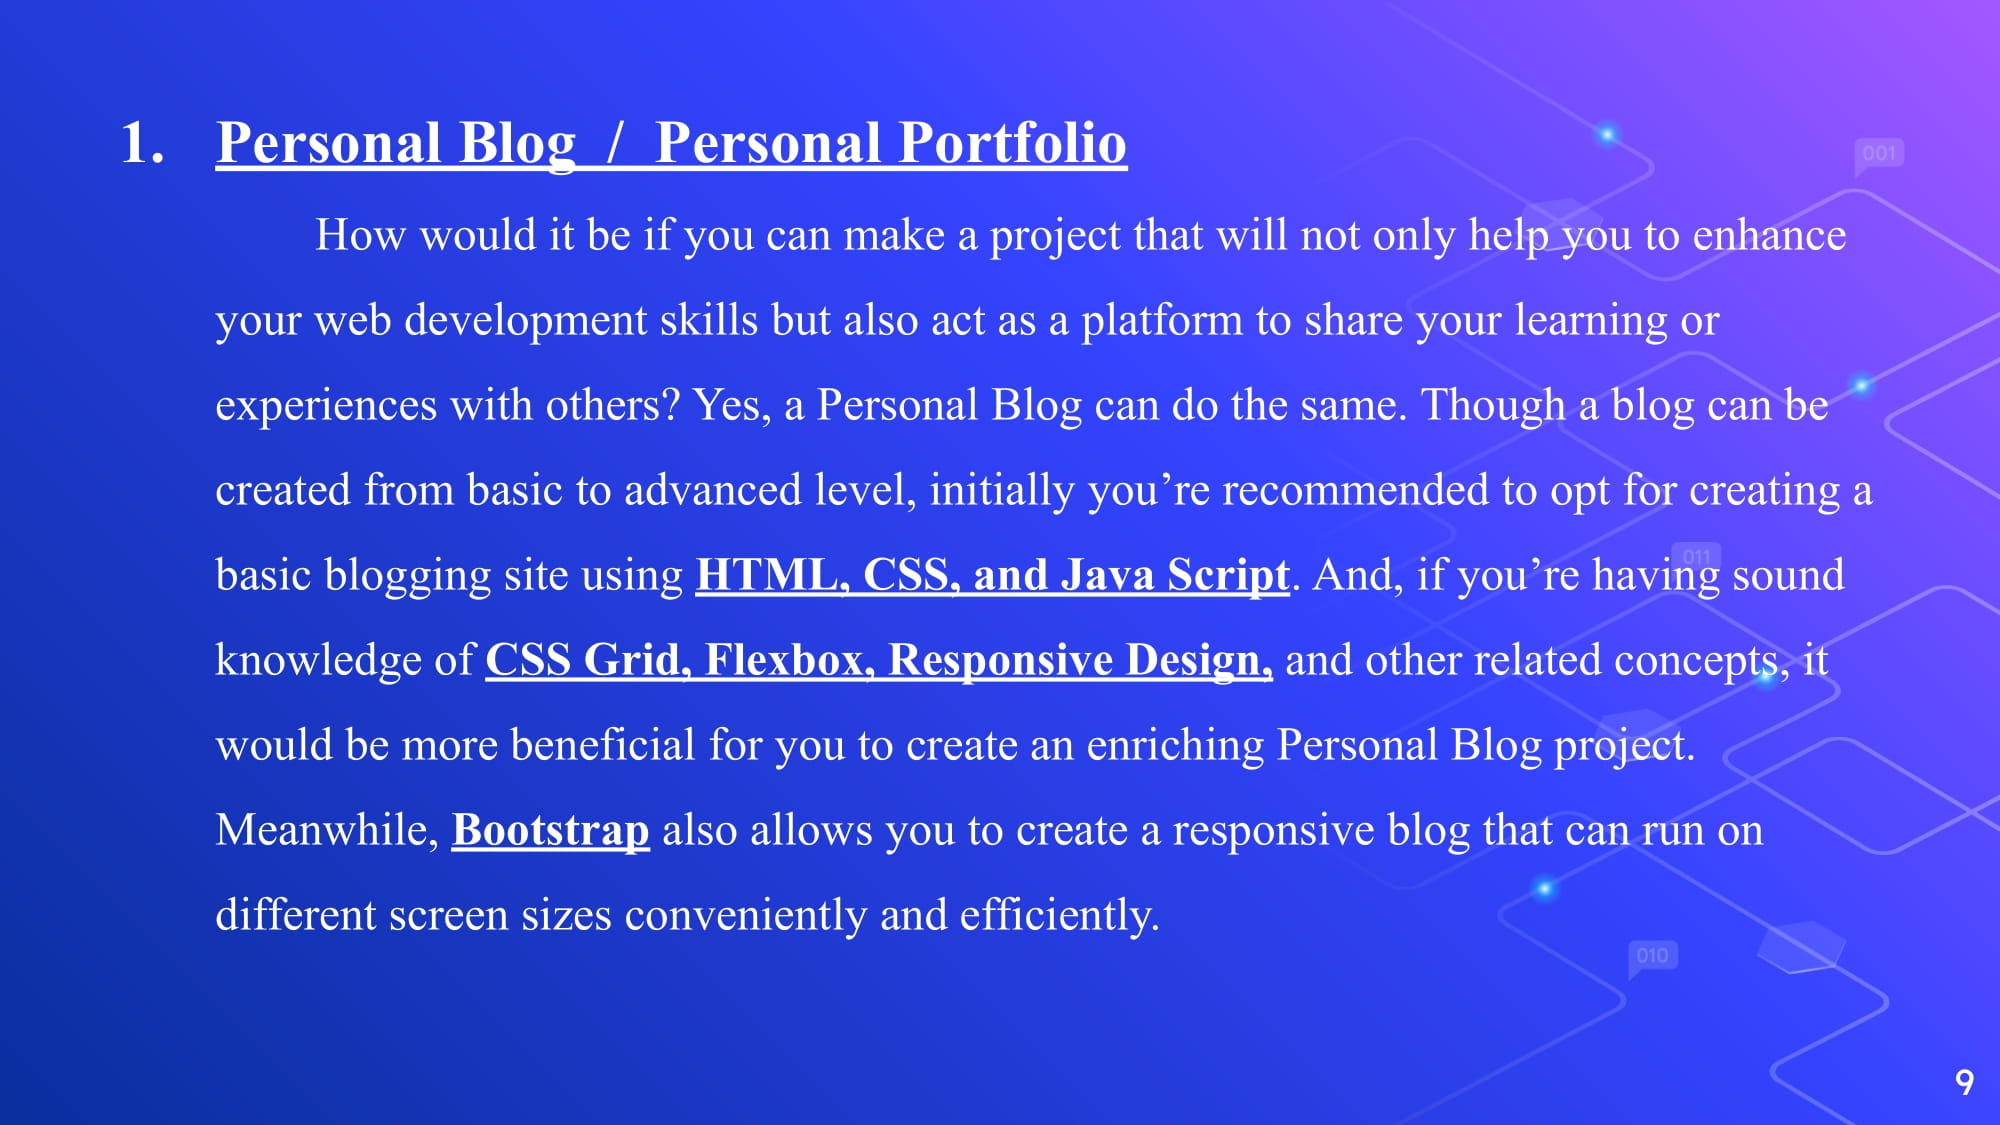 1. Personal Blog / Personal Portfolio
001
How would it be if you can make a project that will not only help you to enhance
your web development skills but also act as a platform to share your learning or
experiences with others? Yes, a Personal Blog can do the same. Though a blog can be
created from basic to advanced level, initially you’re recommended to opt for creating a
011
basic blogging site using HTML, CSS, and Java Script. And, if you’re having sound
knowledge of CSS Grid, Flexbox, Responsive Design, and other related concepts, it
would be more beneficial for you to create an enriching Personal Blog project.
Meanwhile, Bootstrap also allows you to create a responsive blog that can run on
different screen sizes conveniently and efficiently.
010
9